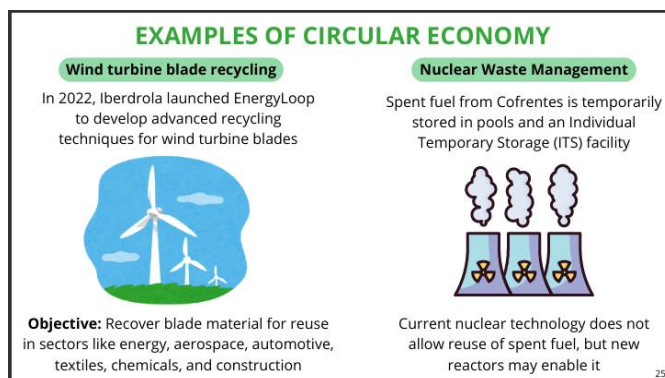 EXAMPLES OF CIRCULAR ECONOMY
Wind turbine blade recycling
In 2022, Iberdrola launched EnergyLoop
to develop advanced recycling
techniques for wind turbine blades
Objective: Recover blade material for reuse
in sectors like energy, aerospace, automotive,
textiles, chemicals, and construction
Nuclear Waste Management
Spent fuel from Cofrentes is temporarily
stored in pools and an Individual
Temporary Storage (ITS) facility
Current nuclear technology does not
allow reuse of spent fuel, but new
reactors may enable it
25